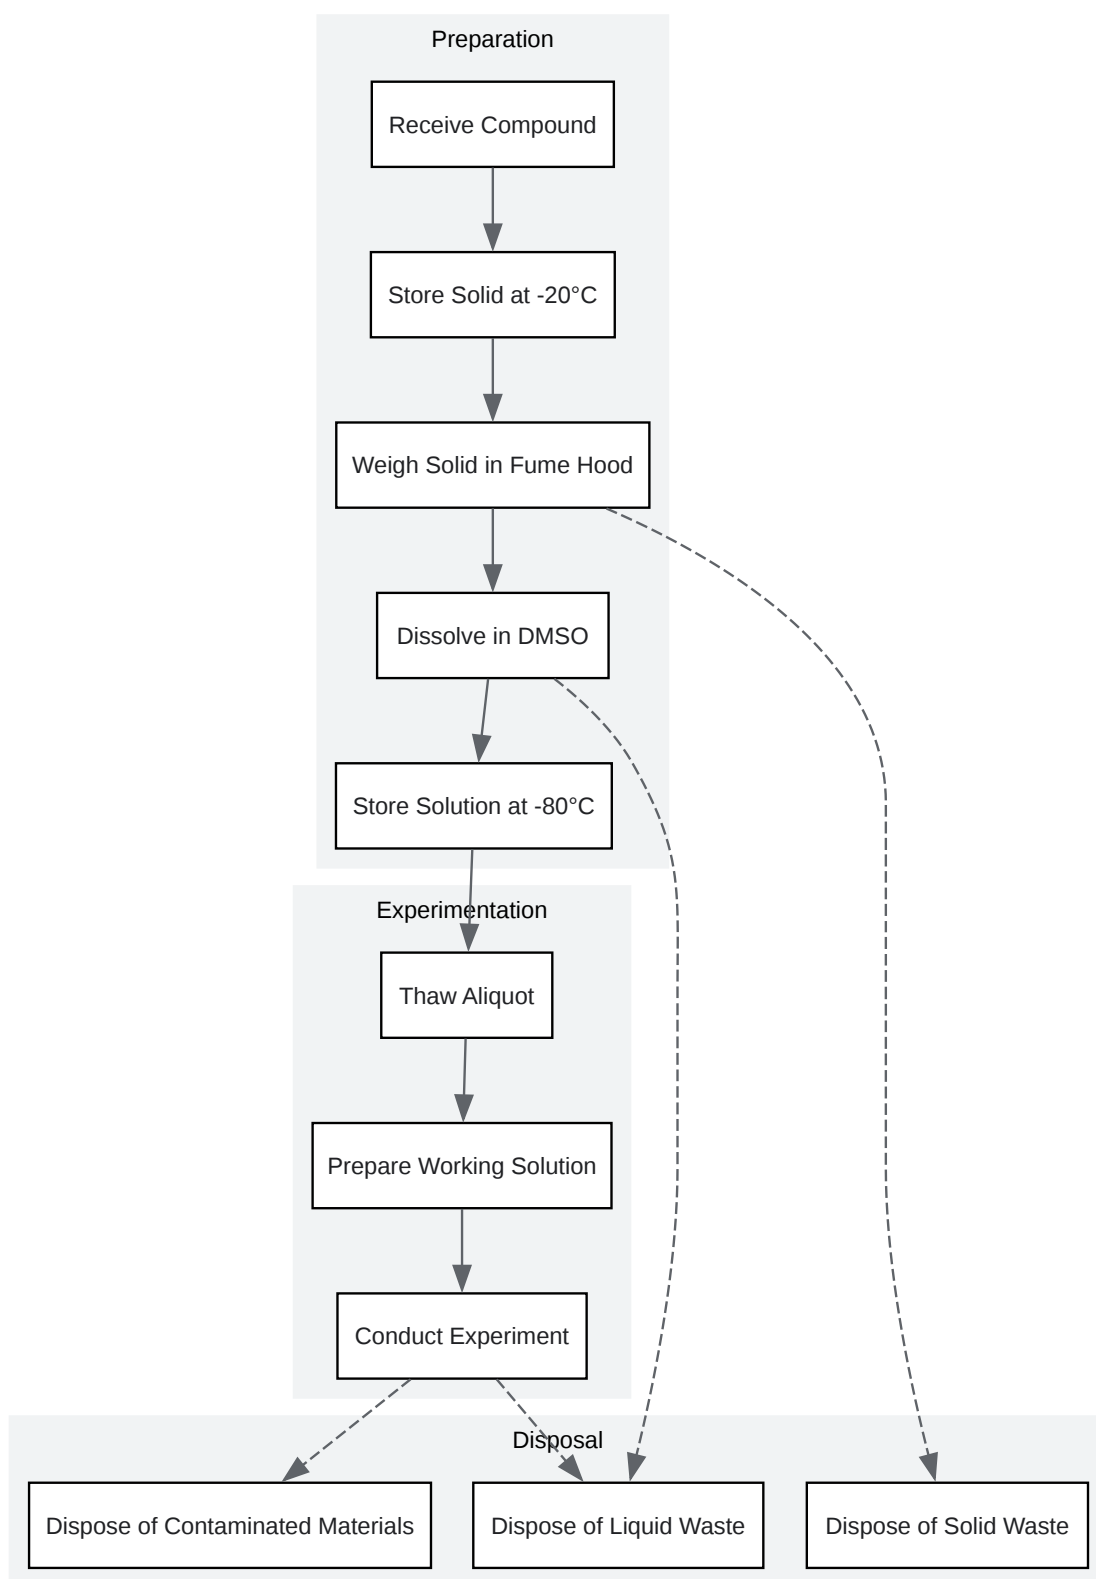 Preparation
Receive Compound
Store Solid at -20°C
Weigh Solid in Fume Hood
Dissolve in DMSO
Store Solution at -80°C
Experimentation
Thaw Aliquot
Prepare Working Solution
Conduct Experiment
Disposal
Dispose of Contaminated Materials
Dispose of Liquid Waste
Dispose of Solid Waste